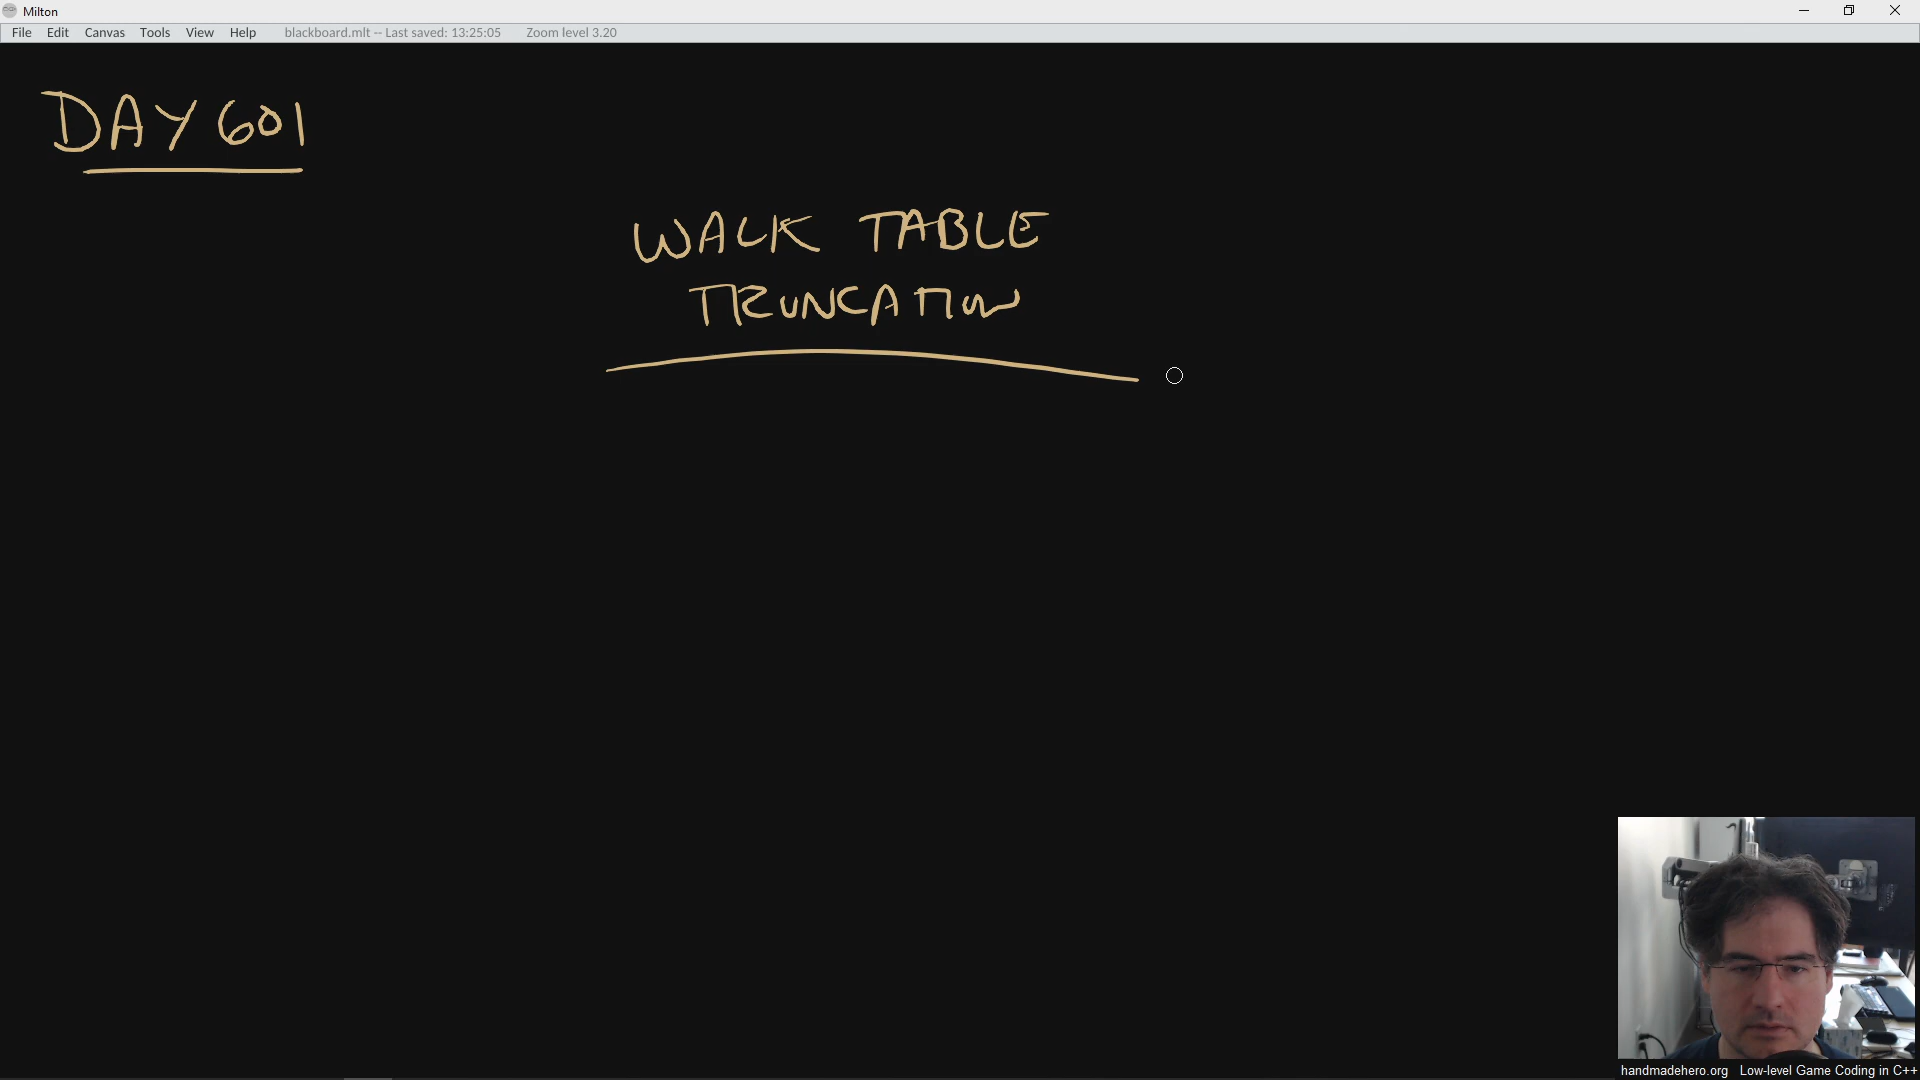 Milton
File Edit Canvas Tools View Help blackboard.mlt -- Last saved: 13:25:05 Zoom level 3.20
DAY 601
WALK TABLE
TRUNCATION
handmadehero.org Low-level Game Coding in C++